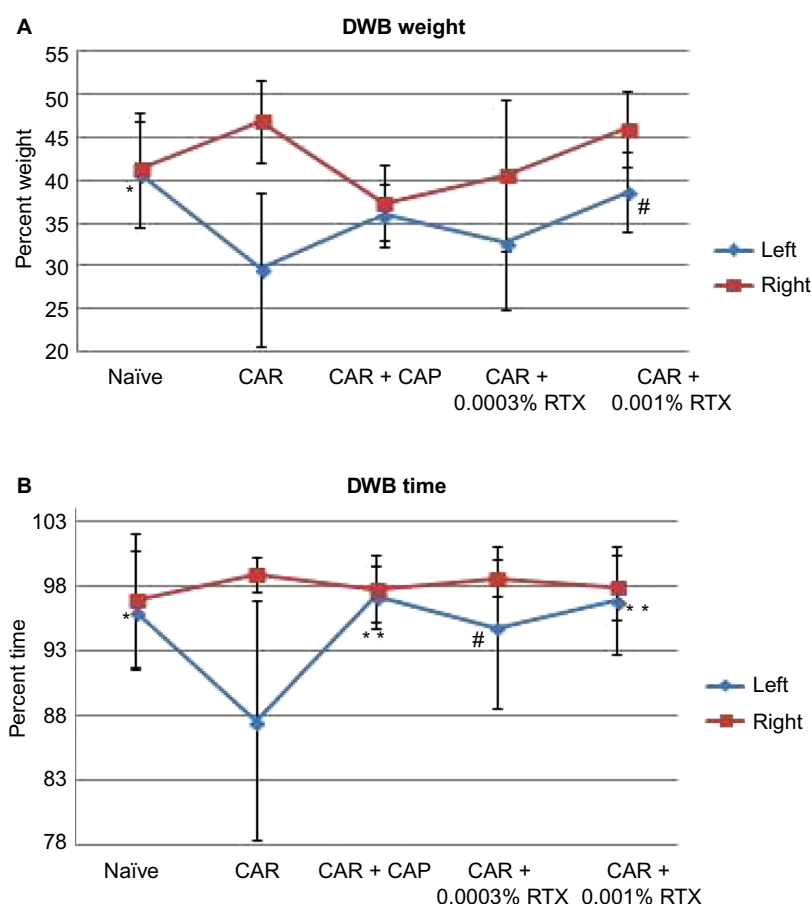 A
DWB weight
55
50
45
40
35
30
25
20
Percent weight
*
#
Left
Right
Naïve
CAR
CAR + CAP
CAR +
0.0003% RTX
CAR +
0.001% RTX
B
DWB time
103
98
93
88
83
78
Percent time
*
* *
#
* *
Left
Right
Naïve
CAR
CAR + CAP
CAR +
0.0003% RTX
CAR +
0.001% RTX